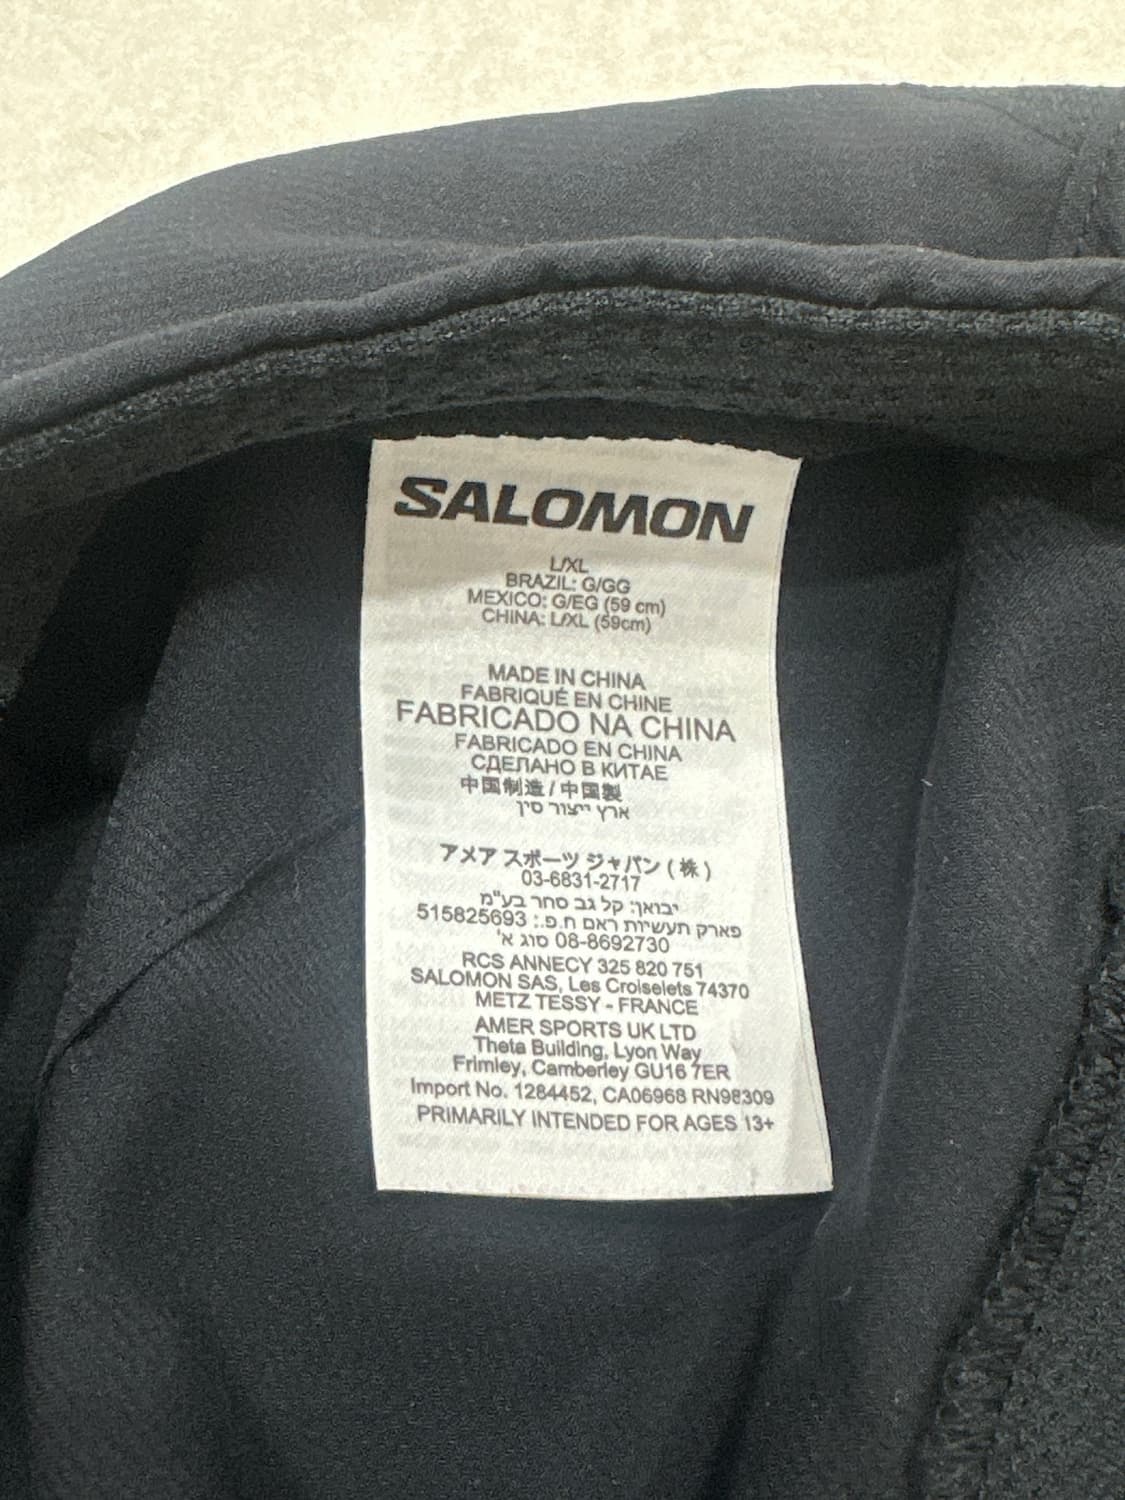 SALOMON
L/XL
BRAZIL: G/GG
MEXICO: G/EG (59 cm)
CHINA: L/XL (59cm)
MADE IN CHINA
FABRIQUÉ EN CHINE
FABRICADO NA CHINA
FABRICADO EN CHINA
СДЕЛАНО В КИТАЕ
中国制造 / 中国製
ארץ ייצור סין
アメア スポーツ ジャパン ( 株 )
03-6831-2717
יבואן: קל גב סחר בע"מ
פארק תעשיות ראם ח.פ.: 515825693
08-8692730 סוג א'
RCS ANNECY 325 820 751
SALOMON SAS, Les Croiselets 74370
METZ TESSY - FRANCE
AMER SPORTS UK LTD
Theta Building, Lyon Way
Frimley, Camberley GU16 7ER
Import No. 1284452, CA06968 RN98309
PRIMARILY INTENDED FOR AGES 13+